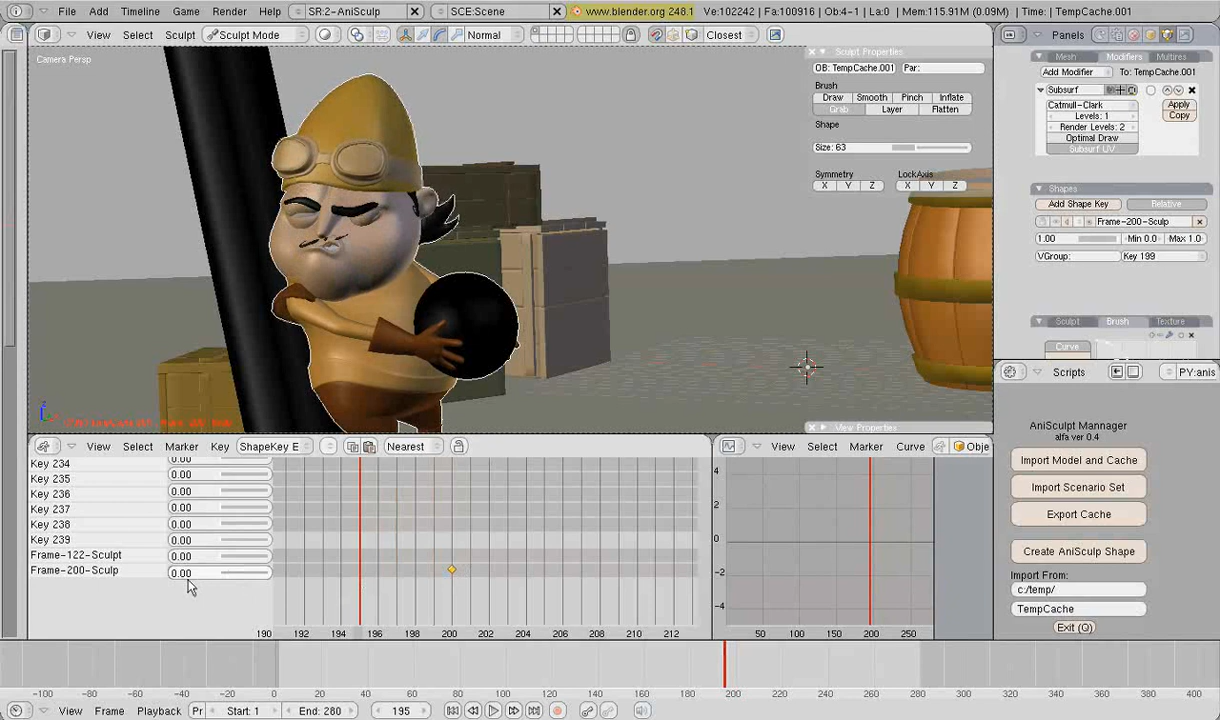 File Add Timeline Game Render Help SR:2-AniSculp SCE:Scene www.blender.org 248.1 Ve:102242 | Fa:100916 | Ob:4-1 | La:0 | Mem:115.91M (0.09M) | Time: | TempCache.001
View Select Sculpt Sculpt Mode Normal Closest Panels
Camera Persp
Sculpt Properties
OB: TempCache.001 Par:
Brush
Draw Smooth Pinch Inflate
Grab Layer Flatten
Shape
Size: 63
Symmetry LockAxis
X Y Z X Y Z
View Properties
Mesh Modifiers Multires
Add Modifier To: TempCache.001
Subsurf
Catmull-Clark Apply
Levels: 1 Copy
Render Levels: 2
Optimal Draw
Subsurf UV
Shapes
Add Shape Key Relative
Frame-200-Sculp
1.00 Min 0.0 Max 1.0
VGroup: Key 199
Sculpt Brush Texture
Curve
Scripts PY:anis
AniSculpt Mannager
alfa ver 0.4
Import Model and Cache
Import Scenario Set
Export Cache
Create AniSculp Shape
Import From:
c:/temp/
TempCache
Exit (Q)
View Select Marker Key ShapeKey E Nearest
Key 234 0.00
Key 235 0.00
Key 236 0.00
Key 237 0.00
Key 238 0.00
Key 239 0.00
Frame-122-Sculpt 0.00
Frame-200-Sculp 0.00
190 192 194 196 198 200 202 204 206 208 210 212
View Select Marker Curve Obje
4
2
0
-2
-4
50 100 150 200 250
-100 -80 -60 -40 -20 0 20 40 60 80 100 120 140 160 180 200 220 240 260 280 300 320 340
View Frame Playback Pr Start: 1 End: 280 195